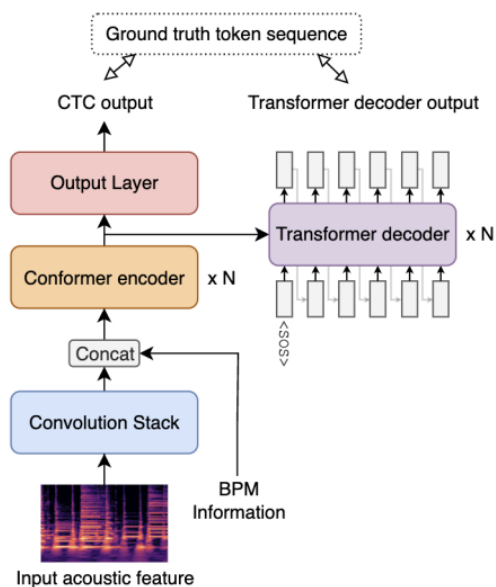 Ground truth token sequence
CTC output
Transformer decoder output
Output Layer
Transformer decoder
x N
Conformer encoder
x N
<SOS>
Concat
Convolution Stack
BPM
Information
Input acoustic feature